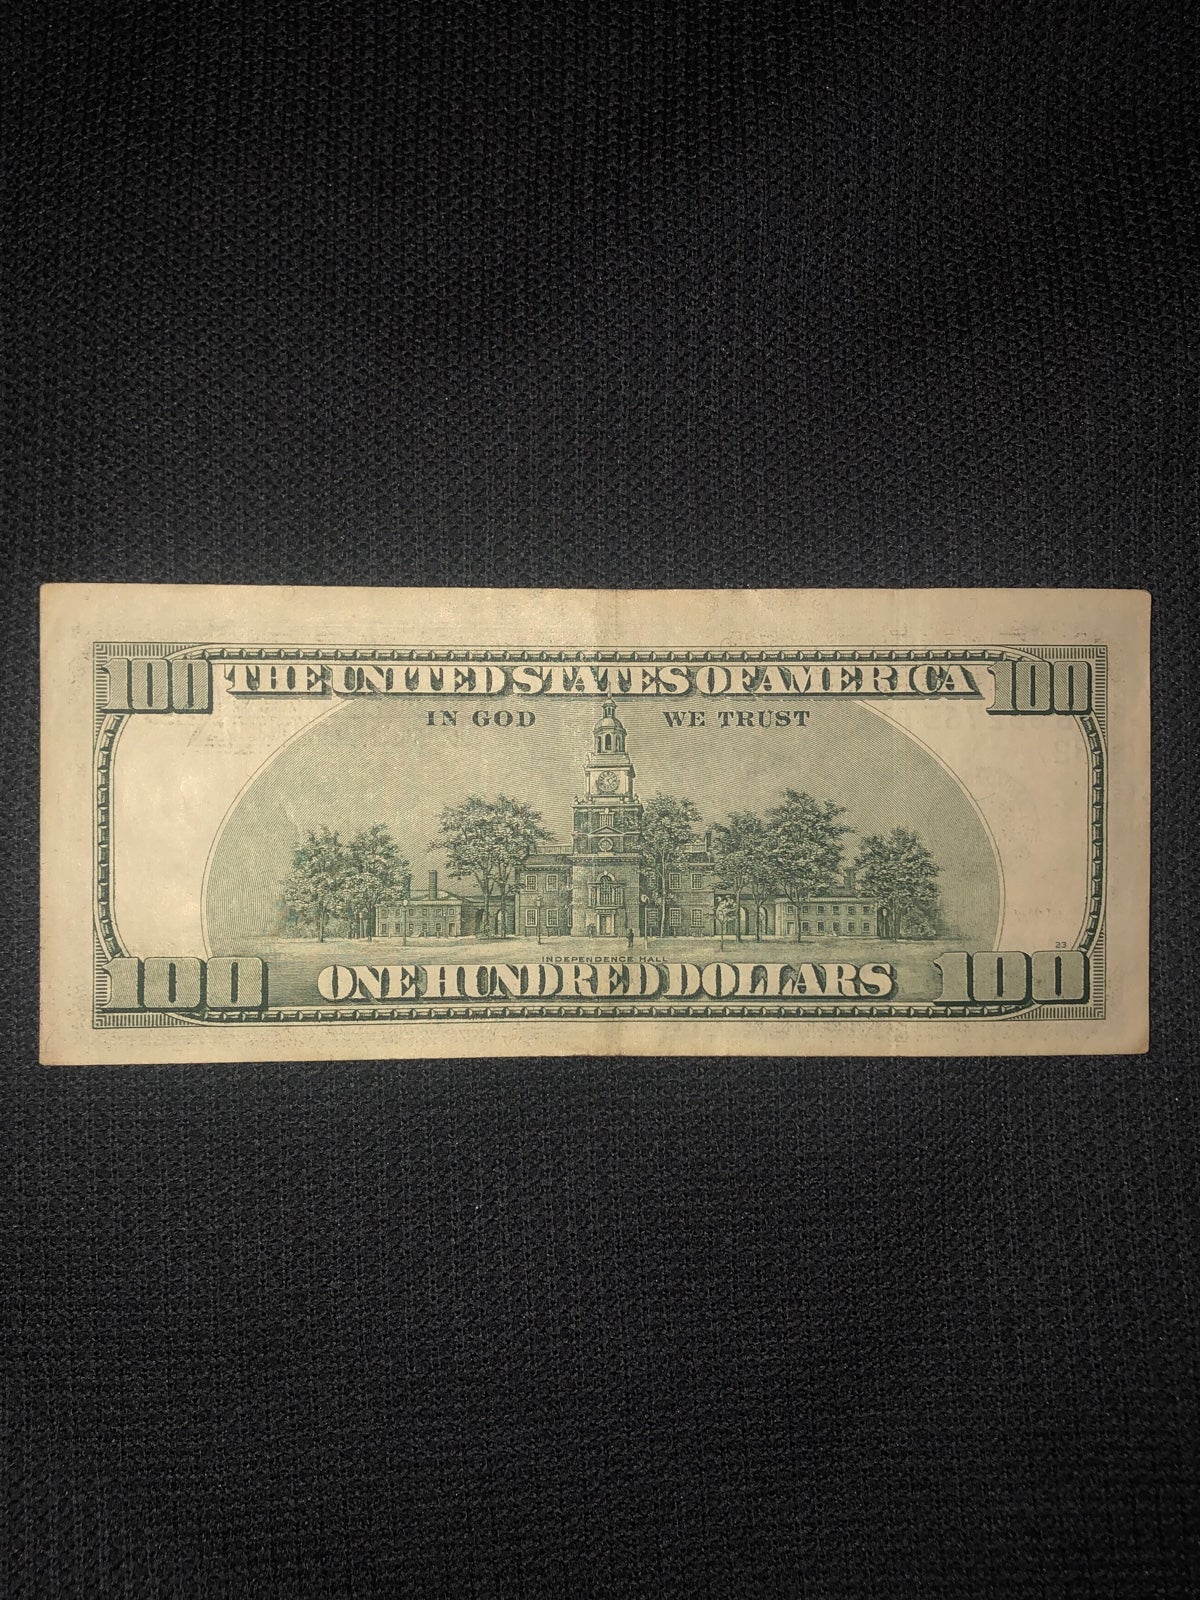 100 THE UNITED STATES OF AMERICA 100
IN GOD WE TRUST
23
INDEPENDENCE HALL
100 ONE HUNDRED DOLLARS 100